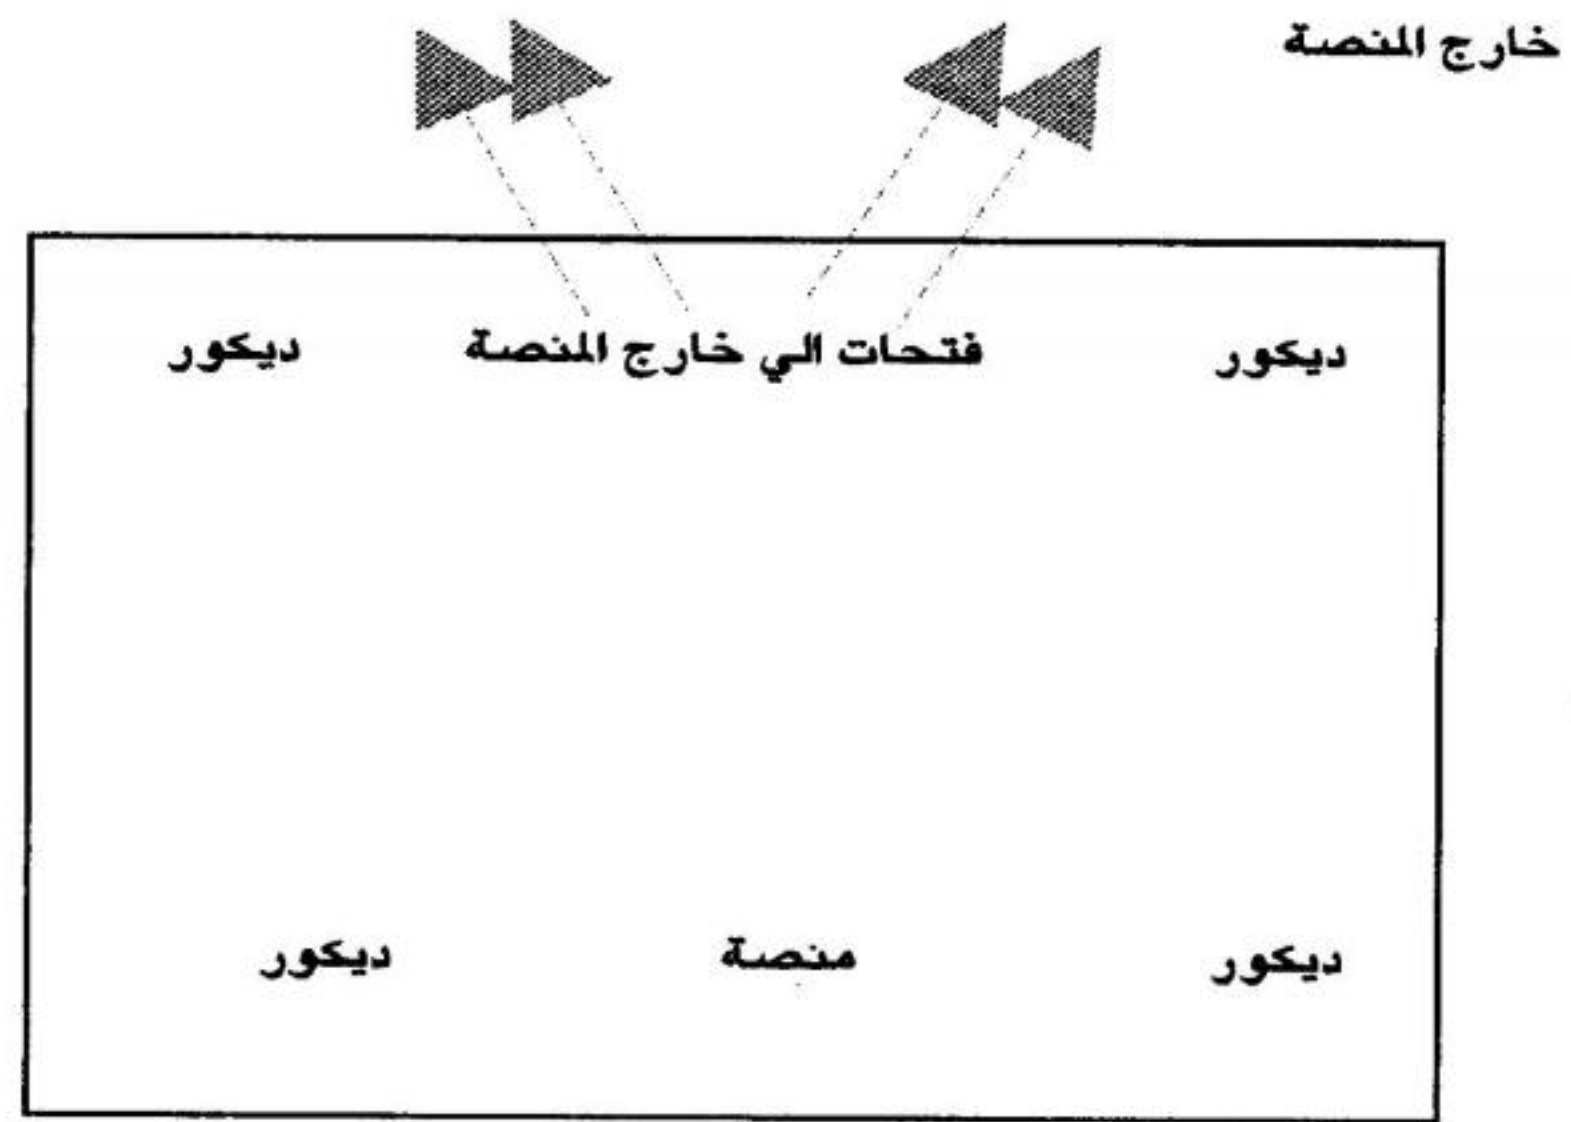 خارج المنصة
ديكور
فتحات الي خارج المنصة
ديكور
ديكور
منصة
ديكور